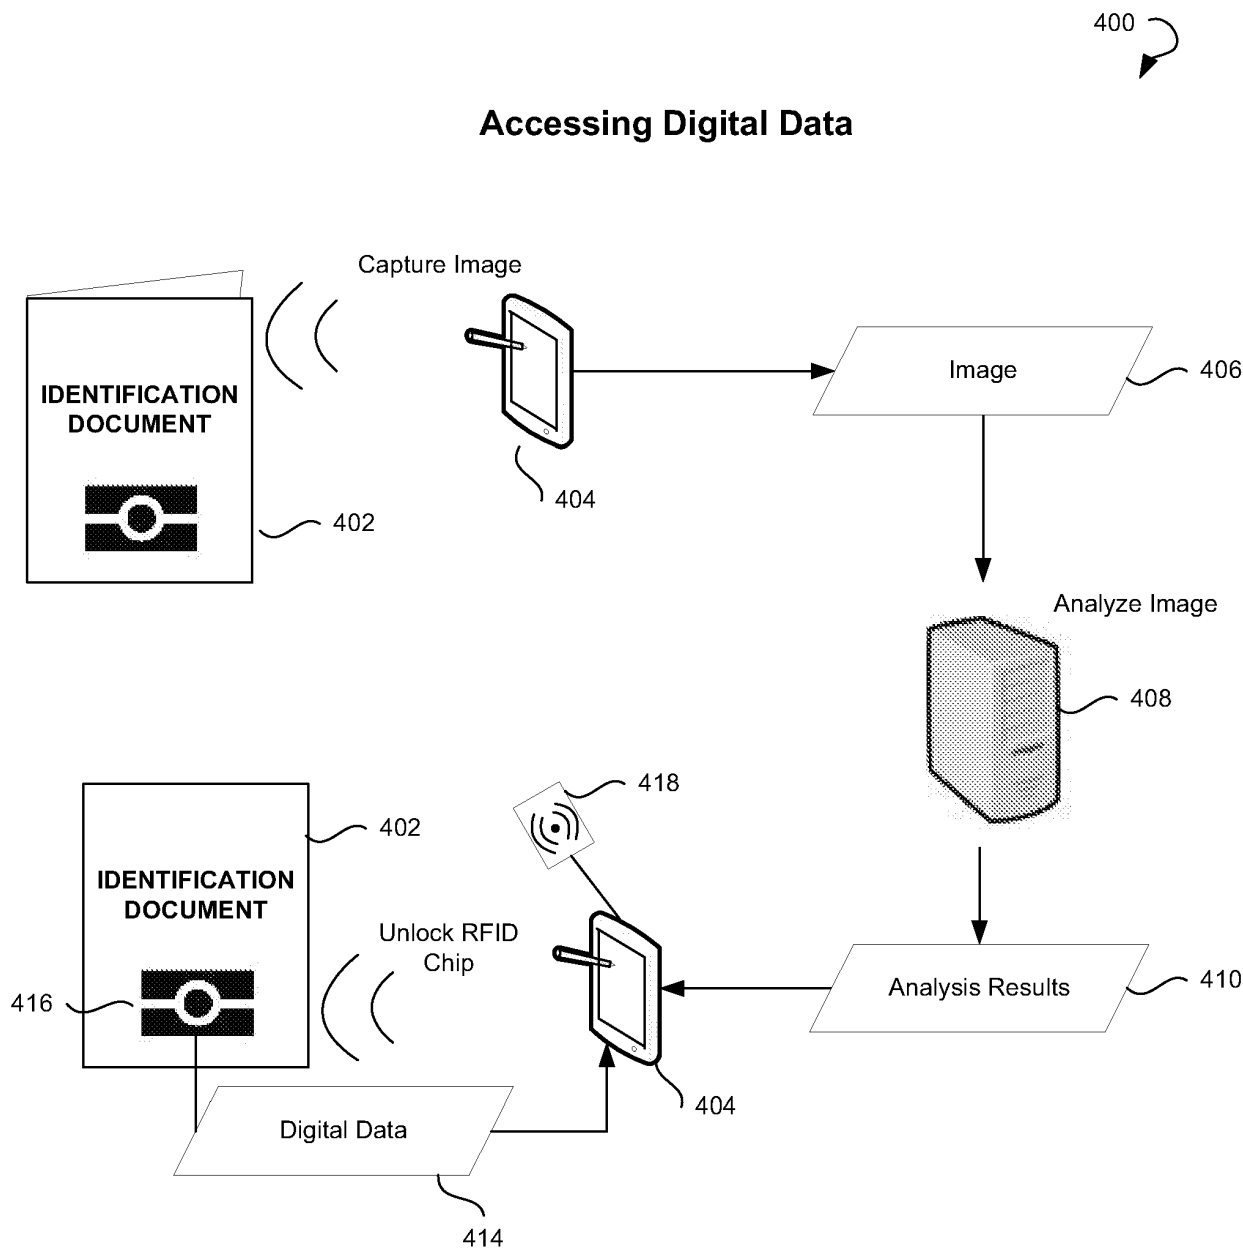 400
Accessing Digital Data
Capture Image
IDENTIFICATION
DOCUMENT
402
404
Image
406
Analyze Image
408
418
402
IDENTIFICATION
DOCUMENT
416
Unlock RFID
Chip
Analysis Results
410
404
Digital Data
414